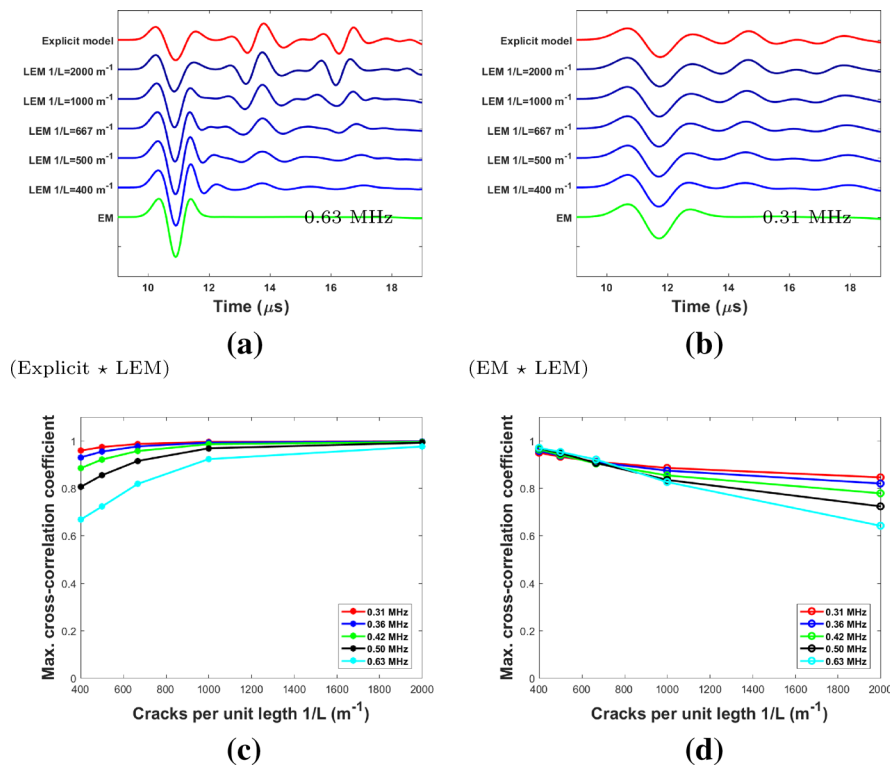 Explicit model
LEM 1/L=2000 m⁻¹
LEM 1/L=1000 m⁻¹
LEM 1/L=667 m⁻¹
LEM 1/L=500 m⁻¹
LEM 1/L=400 m⁻¹
EM
0.63 MHz
10 12 14 16 18
Time (μs)
(a)
Explicit model
LEM 1/L=2000 m⁻¹
LEM 1/L=1000 m⁻¹
LEM 1/L=667 m⁻¹
LEM 1/L=500 m⁻¹
LEM 1/L=400 m⁻¹
EM
0.31 MHz
10 12 14 16 18
Time (μs)
(b)
(Explicit ⋆ LEM)
Max. cross-correlation coefficient
1
0.8
0.6
0.4
0.2
0
0.31 MHz
0.36 MHz
0.42 MHz
0.50 MHz
0.63 MHz
400 600 800 1000 1200 1400 1600 1800 2000
Cracks per unit legth 1/L (m⁻¹)
(c)
(EM ⋆ LEM)
Max. cross-correlation coefficient
1
0.8
0.6
0.4
0.2
0
0.31 MHz
0.36 MHz
0.42 MHz
0.50 MHz
0.63 MHz
400 600 800 1000 1200 1400 1600 1800 2000
Cracks per unit legth 1/L (m⁻¹)
(d)